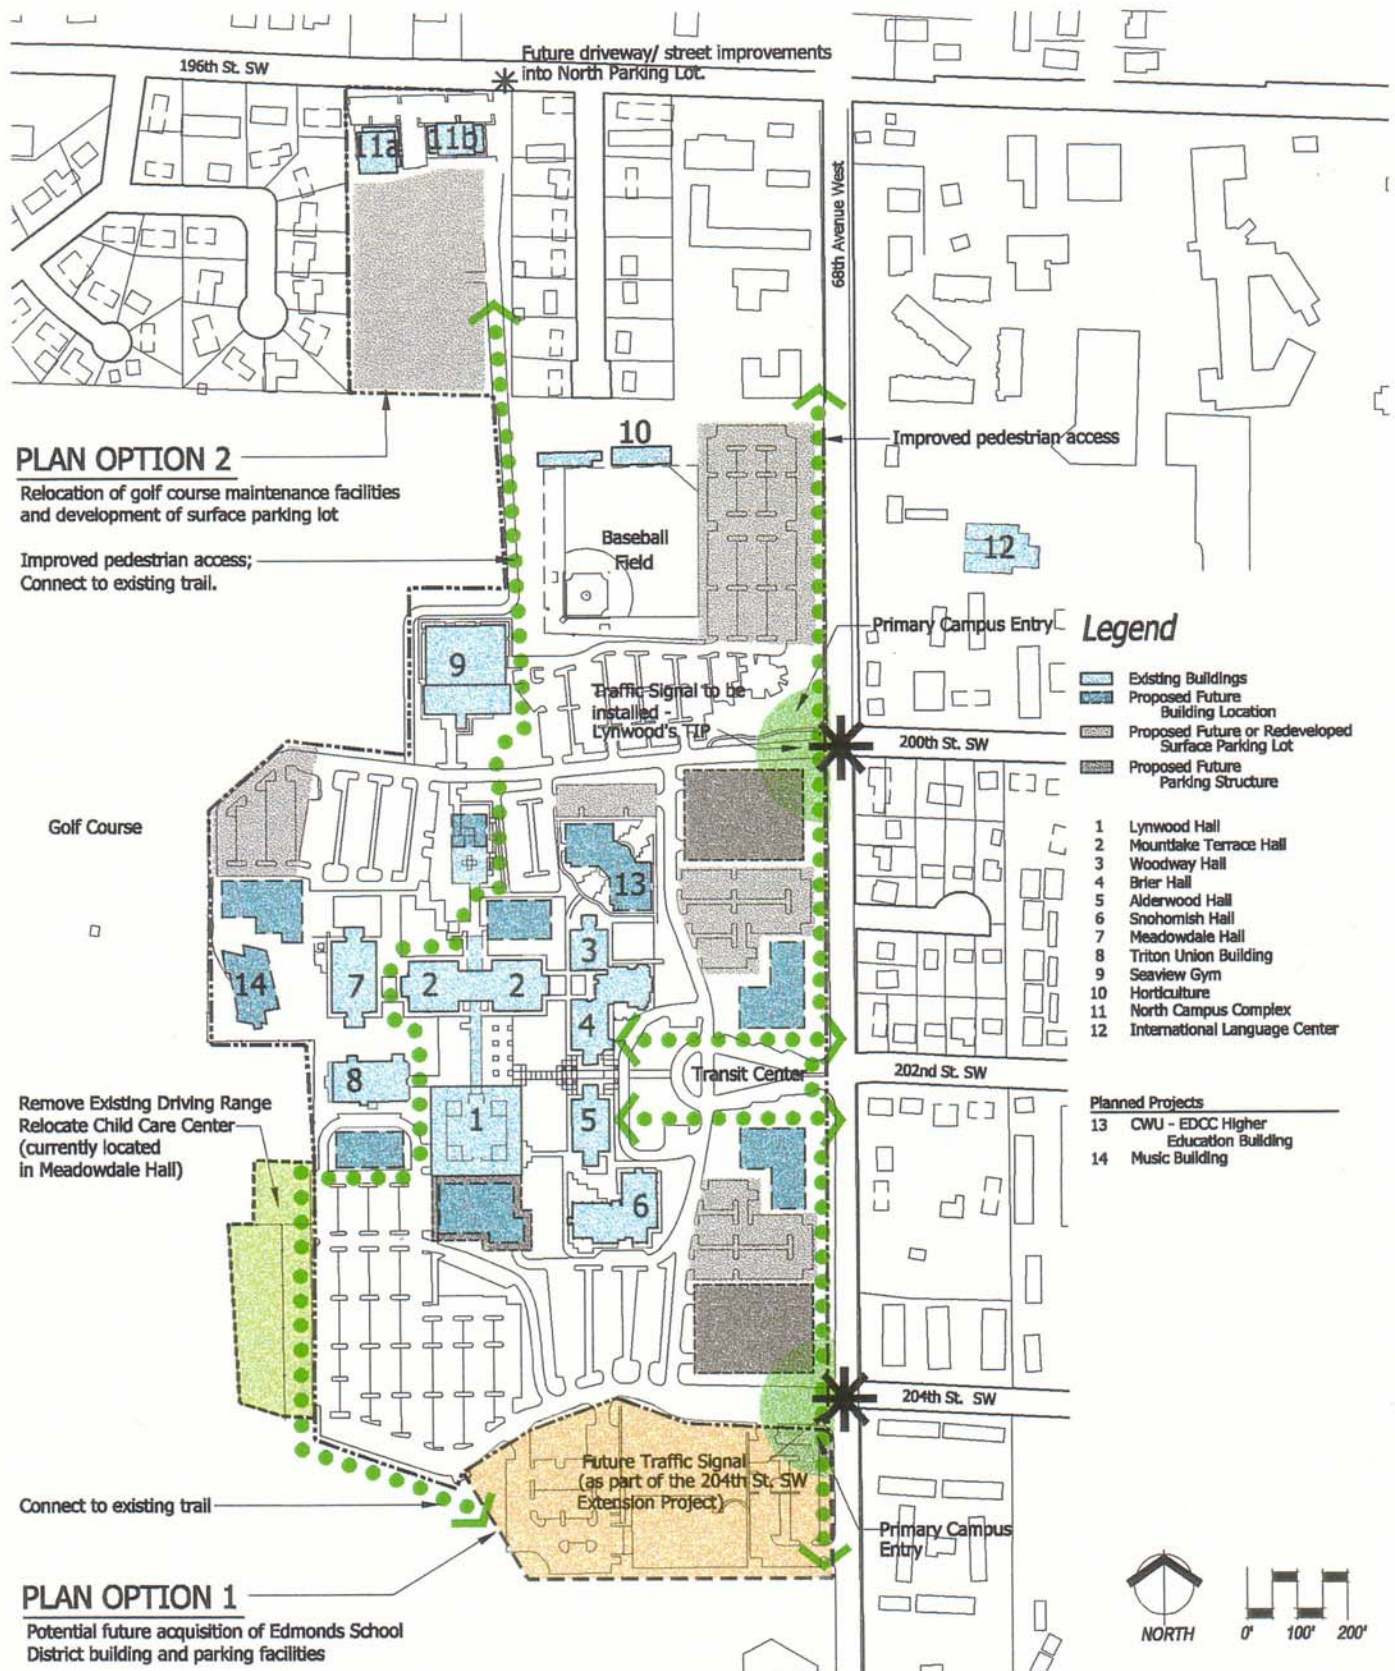 196th St. SW
Future driveway/ street improvements
into North Parking Lot.
11a
11b
68th Avenue West
PLAN OPTION 2
Relocation of golf course maintenance facilities
and development of surface parking lot
10
Improved pedestrian access
Improved pedestrian access;
Connect to existing trail.
Baseball
Field
12
Primary Campus Entry
9
Traffic Signal to be
installed -
Lynwood's TIP
200th St. SW
Legend
Existing Buildings
Proposed Future
Building Location
Proposed Future or Redeveloped
Surface Parking Lot
Proposed Future
Parking Structure
Golf Course
1 Lynwood Hall
2 Mountlake Terrace Hall
3 Woodway Hall
4 Brier Hall
5 Alderwood Hall
6 Snohomish Hall
7 Meadowdale Hall
8 Triton Union Building
9 Seaview Gym
10 Horticulture
11 North Campus Complex
12 International Language Center
13
3
14
7
2
2
4
8
Transit Center
202nd St. SW
Remove Existing Driving Range
Relocate Child Care Center
(currently located
in Meadowdale Hall)
1
5
6
Planned Projects
13 CWU - EDCC Higher
Education Building
14 Music Building
204th St. SW
Future Traffic Signal
(as part of the 204th St. SW
Extension Project)
Connect to existing trail
Primary Campus
Entry
PLAN OPTION 1
Potential future acquisition of Edmonds School
District building and parking facilities
NORTH
0' 100' 200'